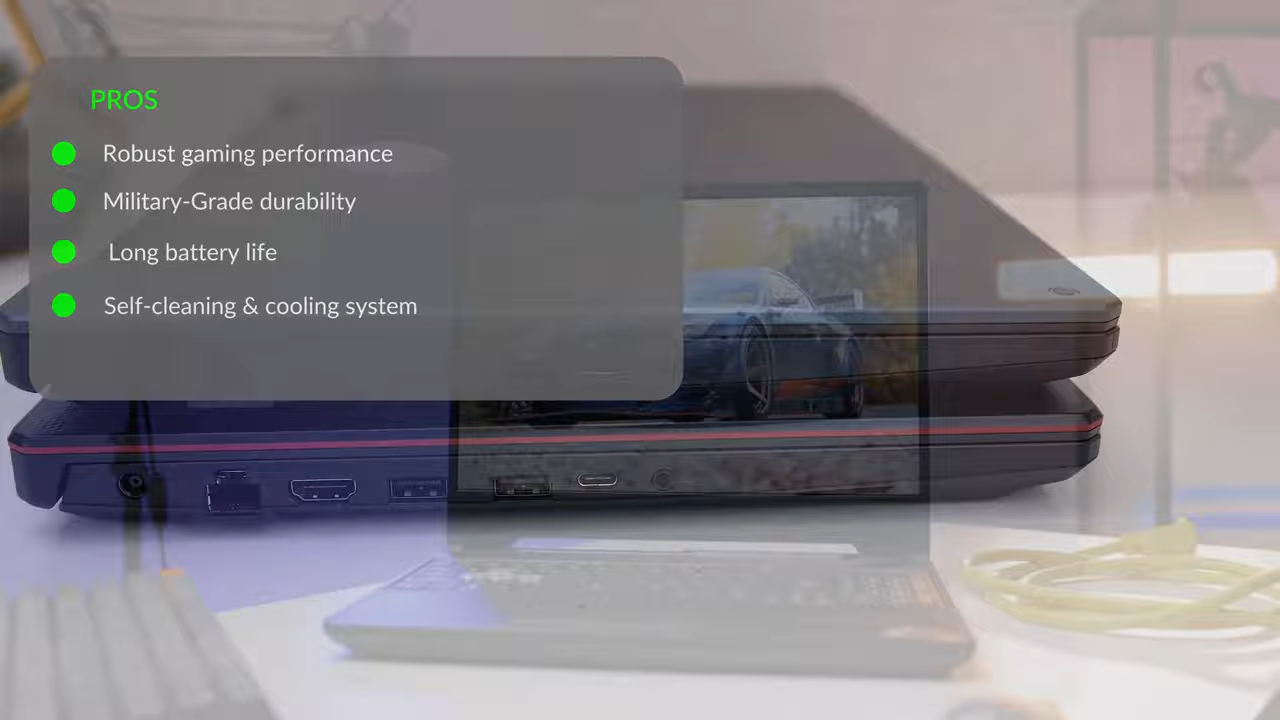 PROS
Robust gaming performance
Military-Grade durability
Long battery life
Self-cleaning & cooling system